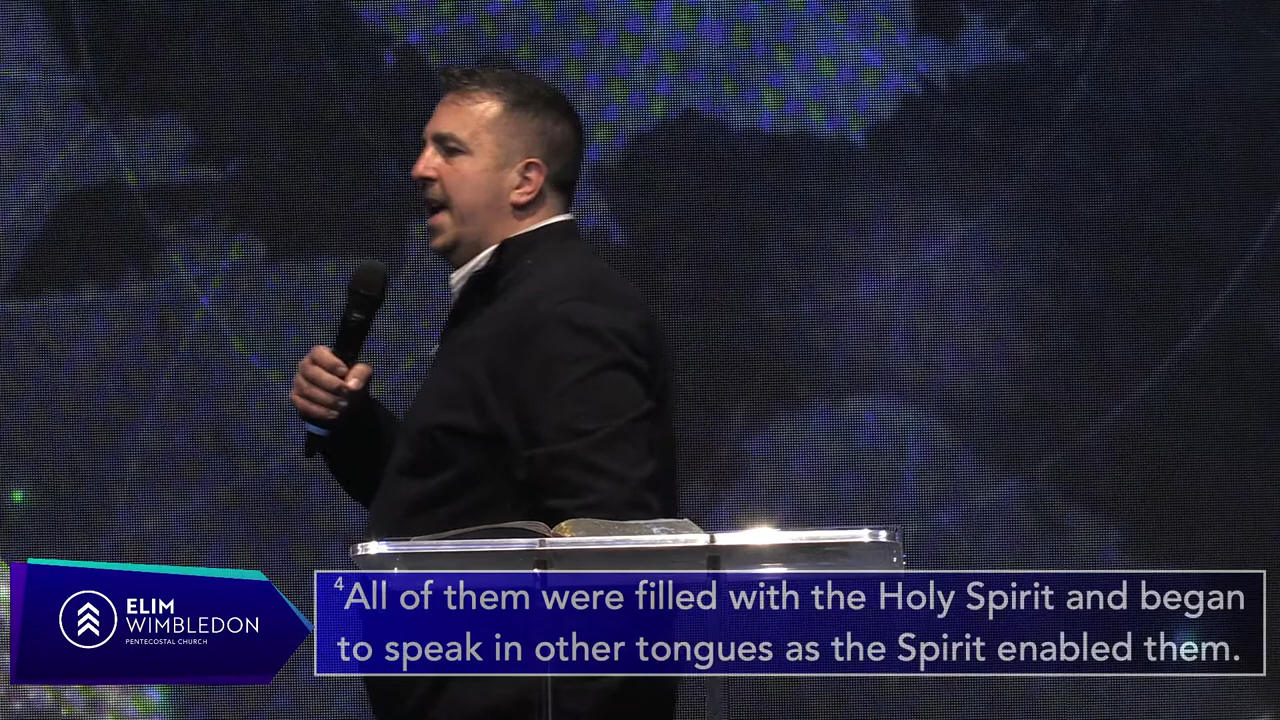 ELIM
WIMBLEDON
PENTECOSTAL CHURCH
⁴All of them were filled with the Holy Spirit and began
to speak in other tongues as the Spirit enabled them.